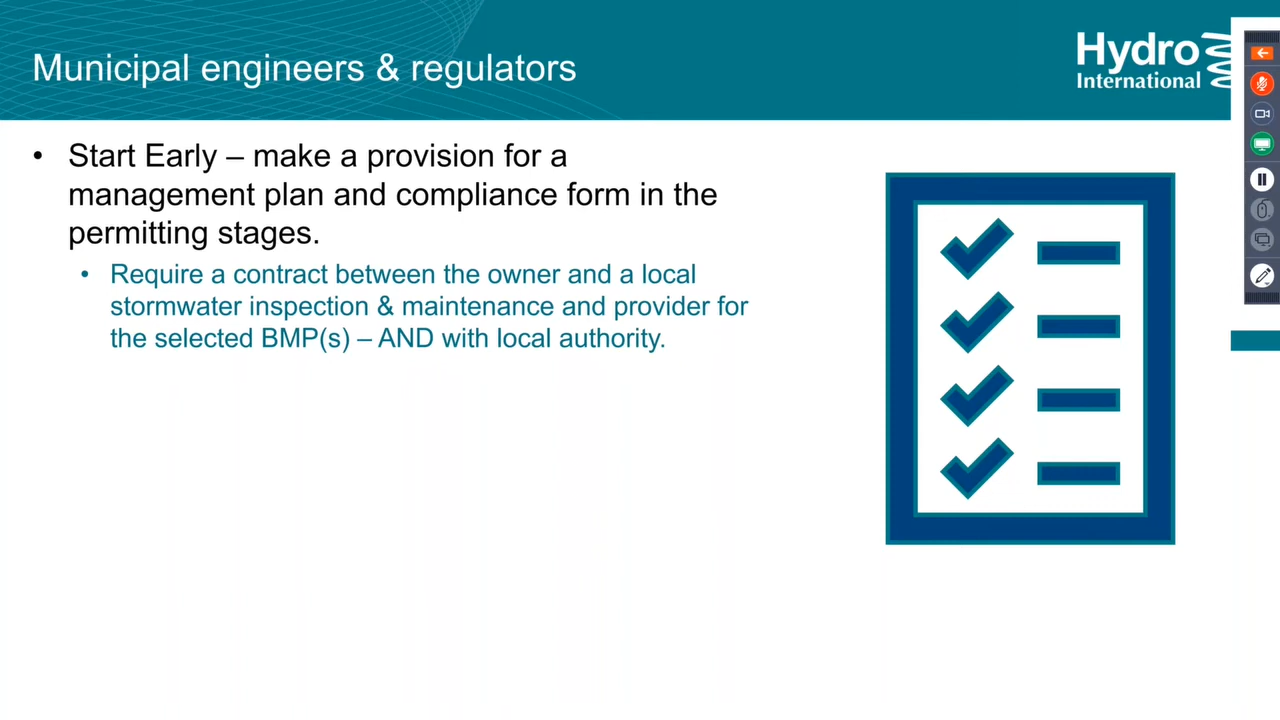 Municipal engineers & regulators
Hydro
International
• Start Early – make a provision for a
management plan and compliance form in the
permitting stages.
• Require a contract between the owner and a local
stormwater inspection & maintenance and provider for
the selected BMP(s) – AND with local authority.